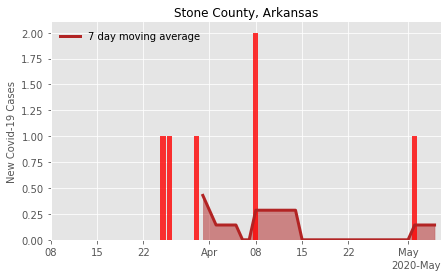 Stone County, Arkansas
7 day moving average
New Covid-19 Cases
2.00
1.75
1.50
1.25
1.00
0.75
0.50
0.25
0.00
08 15 22 Apr 08 15 22 May
2020-May